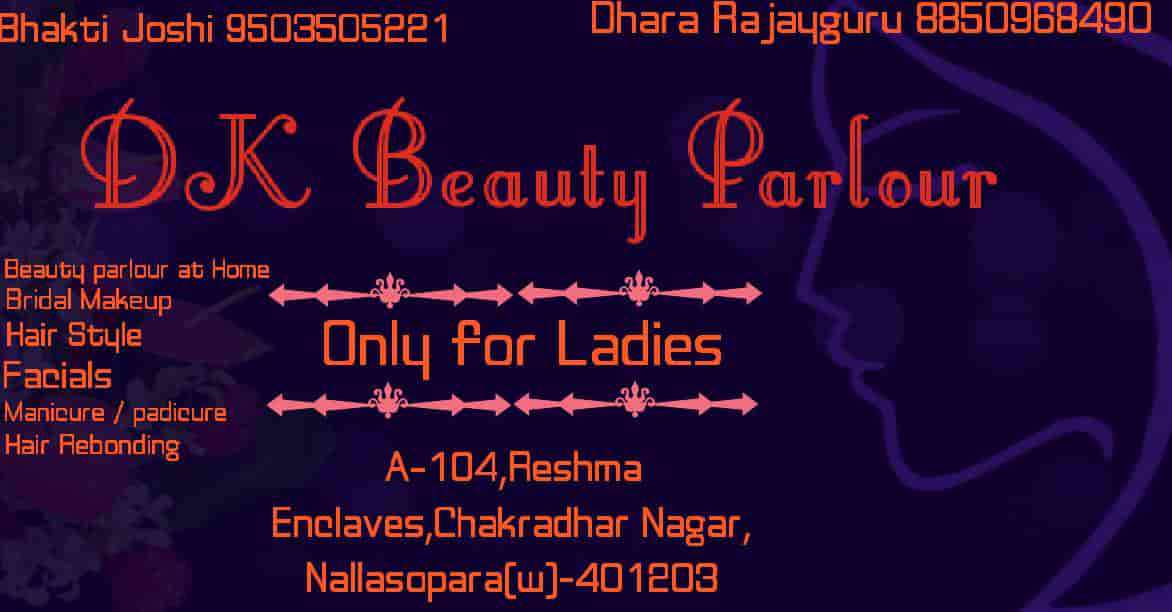 Bhakti Joshi 9503505221
Dhara Rajayguru 8850968490
DK Beauty Parlour
Beauty parlour at Home
Bridal Makeup
Hair Style
Facials
Manicure / padicure
Hair Rebonding
Only for Ladies
A-104,Reshma
Enclaves,Chakradhar Nagar,
Nallasopara(w)-401203